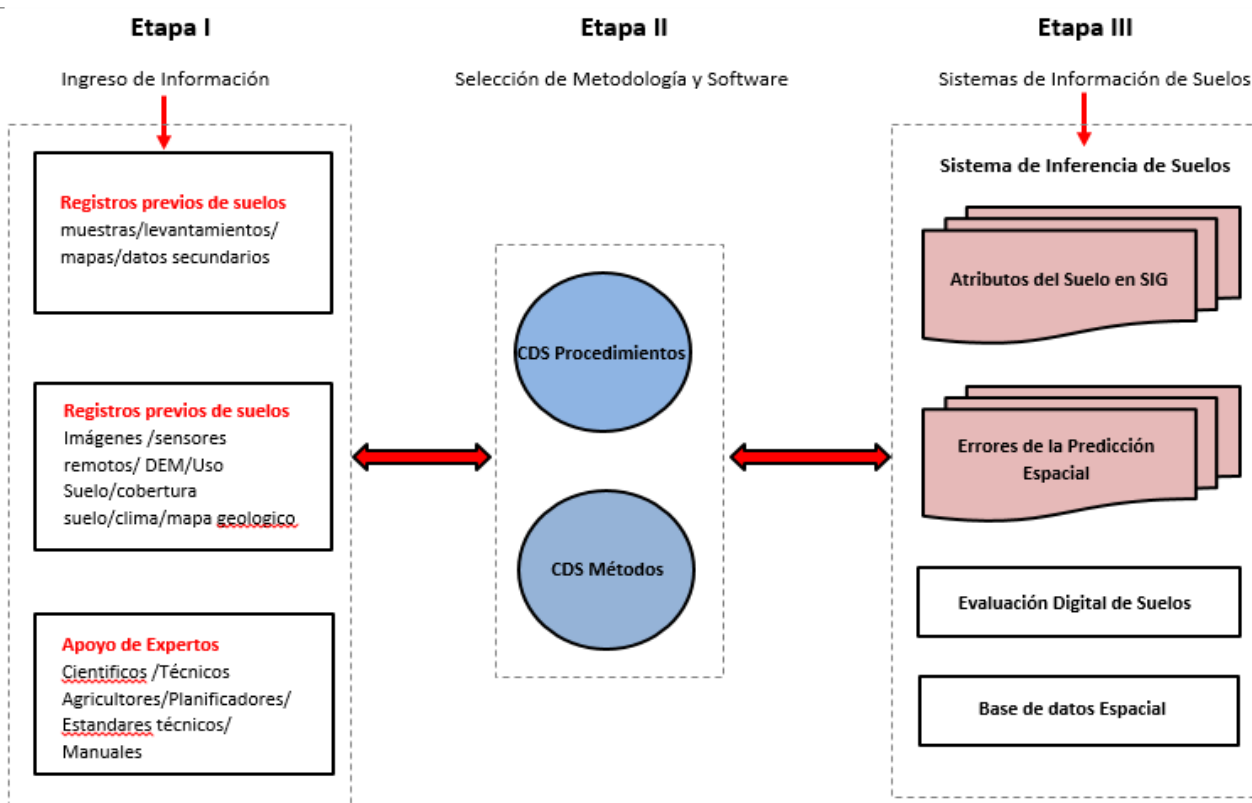 Etapa I
Ingreso de Información
Registros previos de suelos
muestras/levantamientos/
mapas/datos secundarios
Registros previos de suelos
Imágenes /sensores
remotos/ DEM/Uso
Suelo/cobertura
suelo/clima/mapa geologico
Apoyo de Expertos
Cientificos /Técnicos
Agricultores/Planificadores/
Estandares técnicos/
Manuales
Etapa II
Selección de Metodología y Software
CDS Procedimientos
CDS Métodos
Etapa III
Sistemas de Información de Suelos
Sistema de Inferencia de Suelos
Atributos del Suelo en SIG
Errores de la Predicción
Espacial
Evaluación Digital de Suelos
Base de datos Espacial